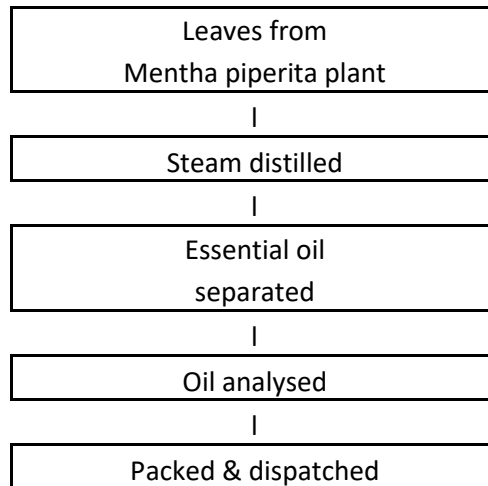 Leaves from
Mentha piperita plant
Steam distilled
Essential oil
separated
Oil analysed
Packed & dispatched